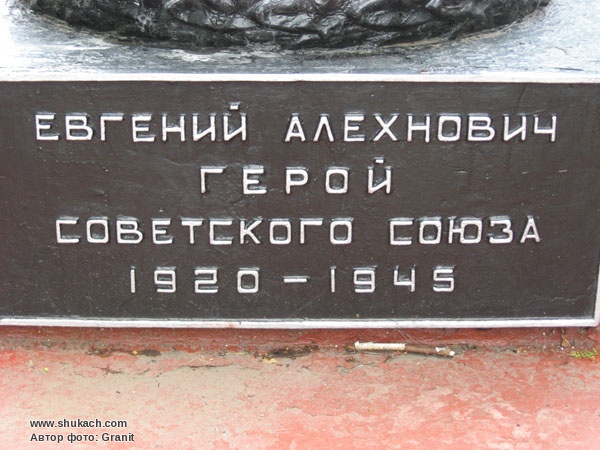 ЕВГЕНИЙ АЛЕХНОВИЧ
ГЕРОЙ
СОВЕТСКОГО СОЮЗА
1920 – 1945
www.shukach.com
Автор фото: Granit